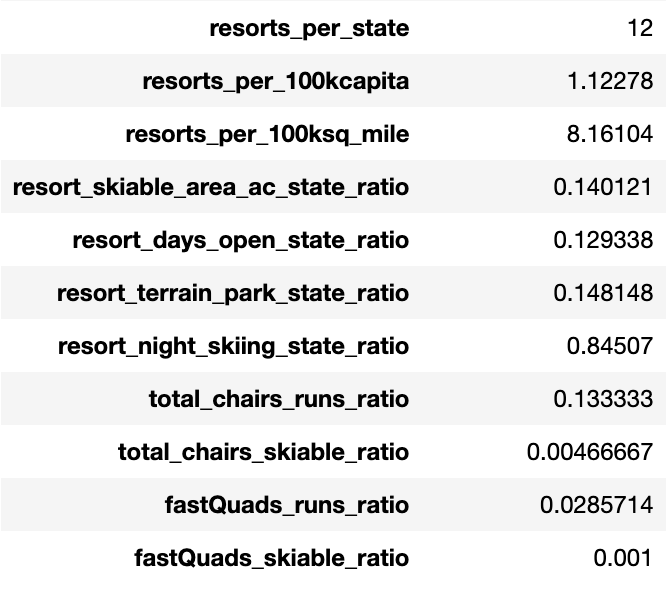 resorts_per_state 12
resorts_per_100kcapita 1.12278
resorts_per_100ksq_mile 8.16104
resort_skiable_area_ac_state_ratio 0.140121
resort_days_open_state_ratio 0.129338
resort_terrain_park_state_ratio 0.148148
resort_night_skiing_state_ratio 0.84507
total_chairs_runs_ratio 0.133333
total_chairs_skiable_ratio 0.00466667
fastQuads_runs_ratio 0.0285714
fastQuads_skiable_ratio 0.001